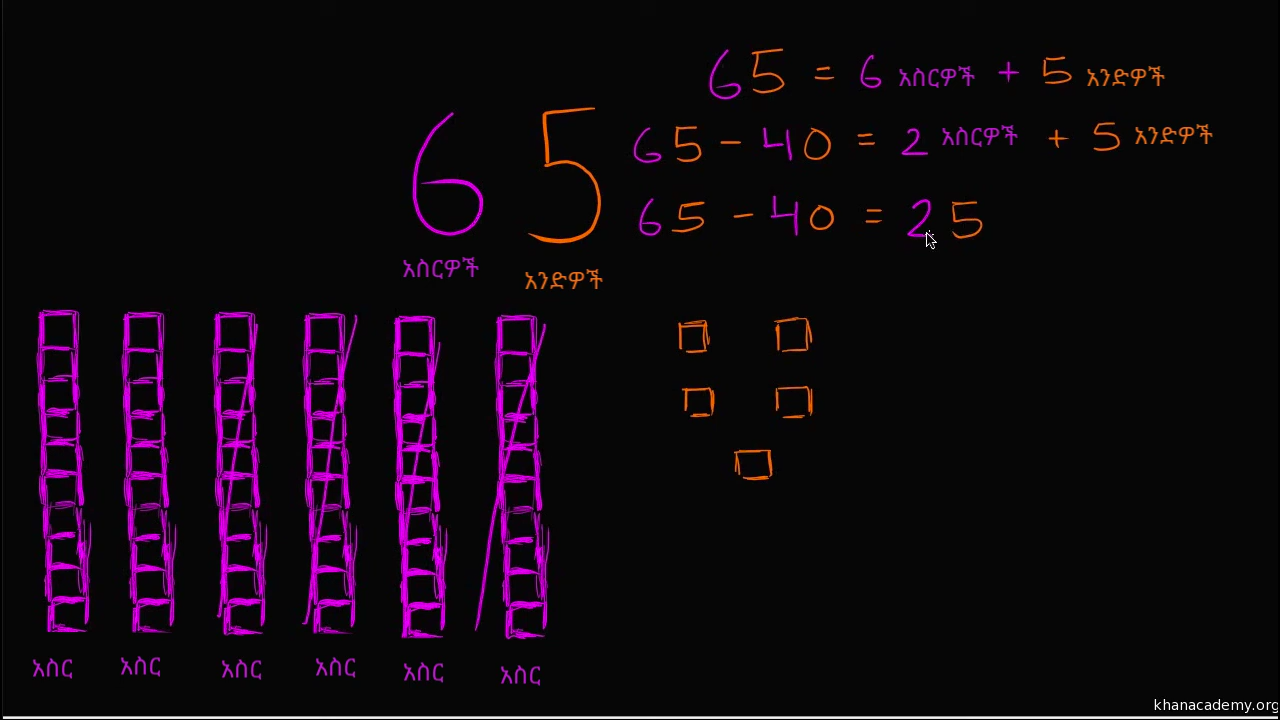 65 = 6 አስርዎች + 5 አንድዎች
65 - 40 = 2 አስርዎች + 5 አንድዎች
65 - 40 = 25
6 5
አስርዎች አንድዎች
አስር አስር አስር አስር አስር አስር
khanacademy.org